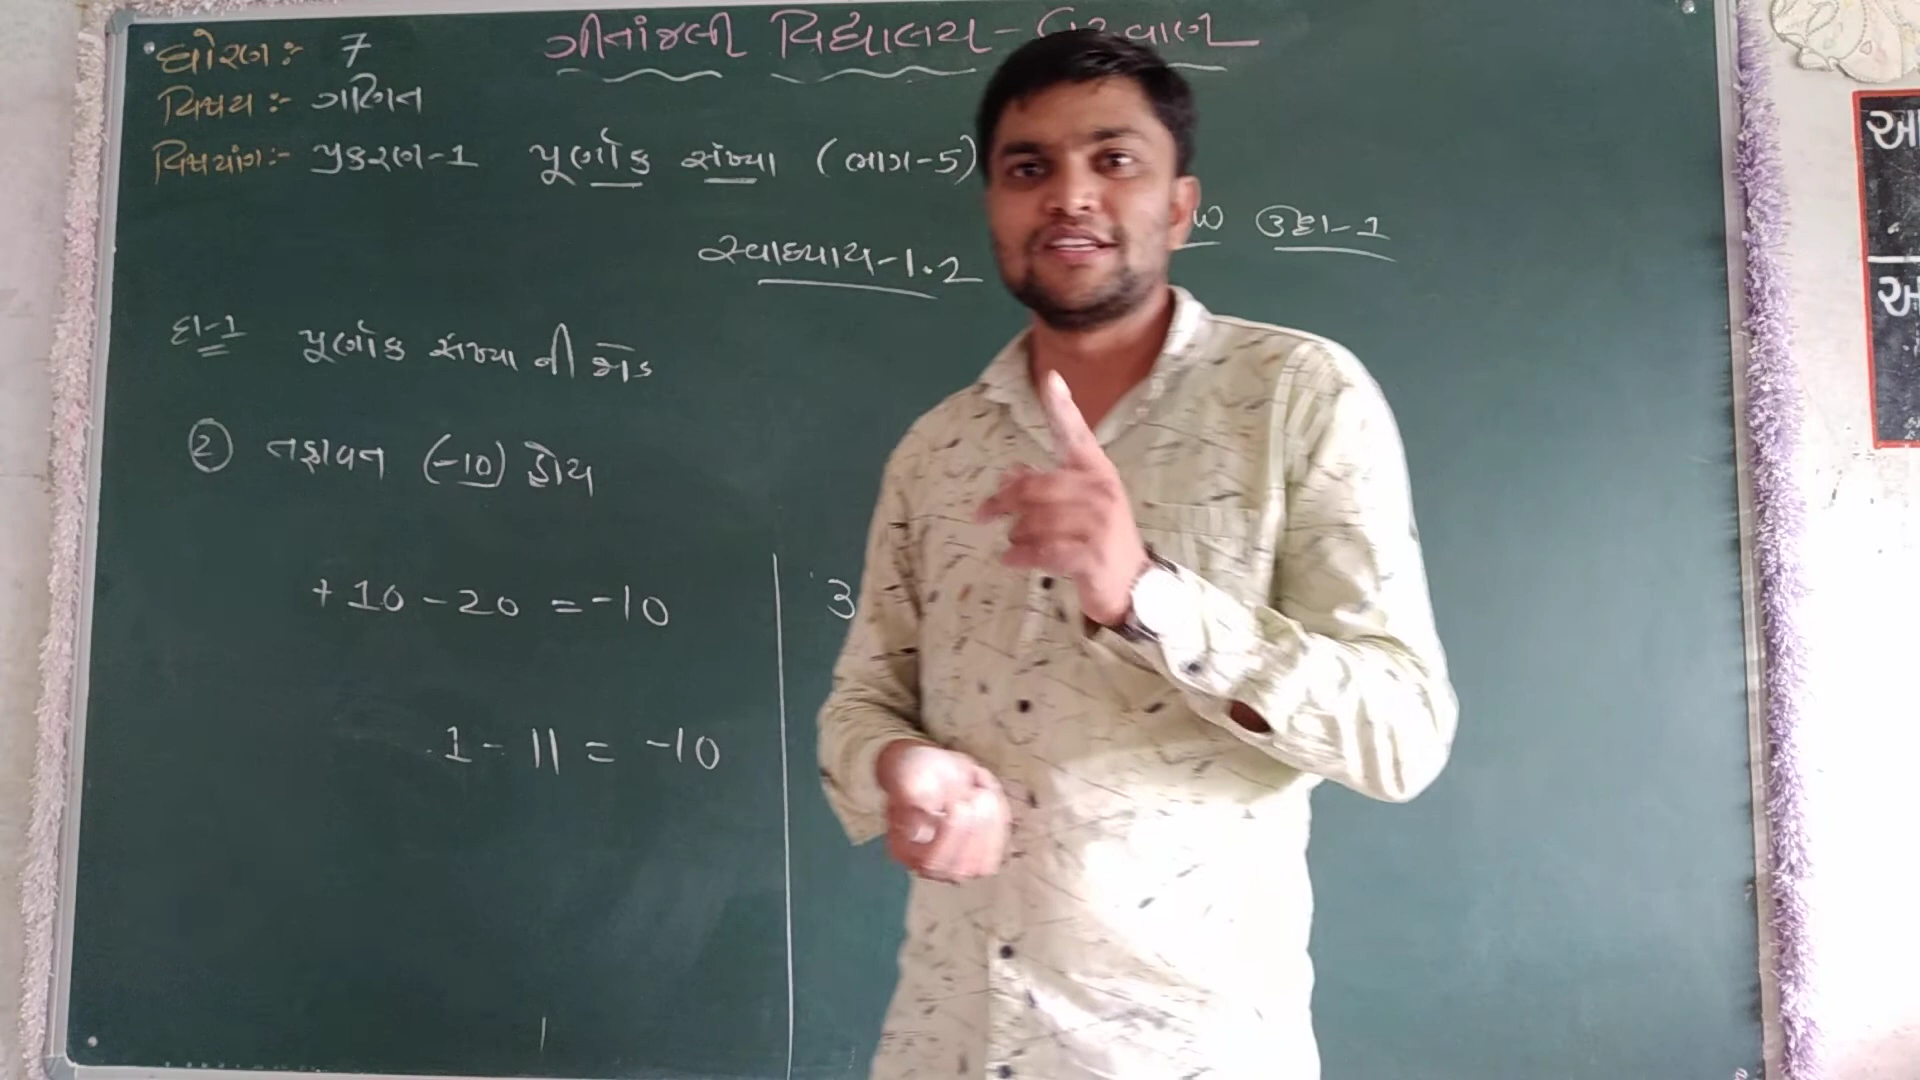 ગીતાંજલી વિદ્યાલય -
ધોરણ :- 7
વિષય :- ગણિત
વિષયાંગ :- પ્રકરણ-1 પૂર્ણાંક સંખ્યા (ભાગ-5)
સ્વાધ્યાય-1.2
દા-1
દા-1 પૂર્ણાંક સંખ્યા ની જોડ
② તફાવત (-10) હોય
+10 - 20 = -10
3
1 - 11 = -10